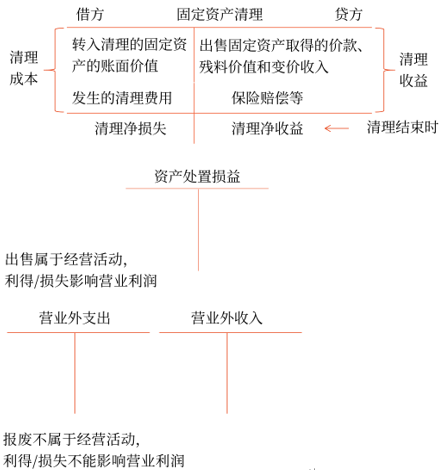 借方 固定资产清理 贷方
清理成本
转入清理的固定资
产的账面价值
发生的清理费用
出售固定资产取得的价款、
残料价值和变价收入
保险赔偿等
清理收益
清理净损失 清理净收益 清理结束时
资产处置损益
出售属于经营活动,
利得/损失影响营业利润
营业外支出 营业外收入
报废不属于经营活动,
利得/损失不能影响营业利润